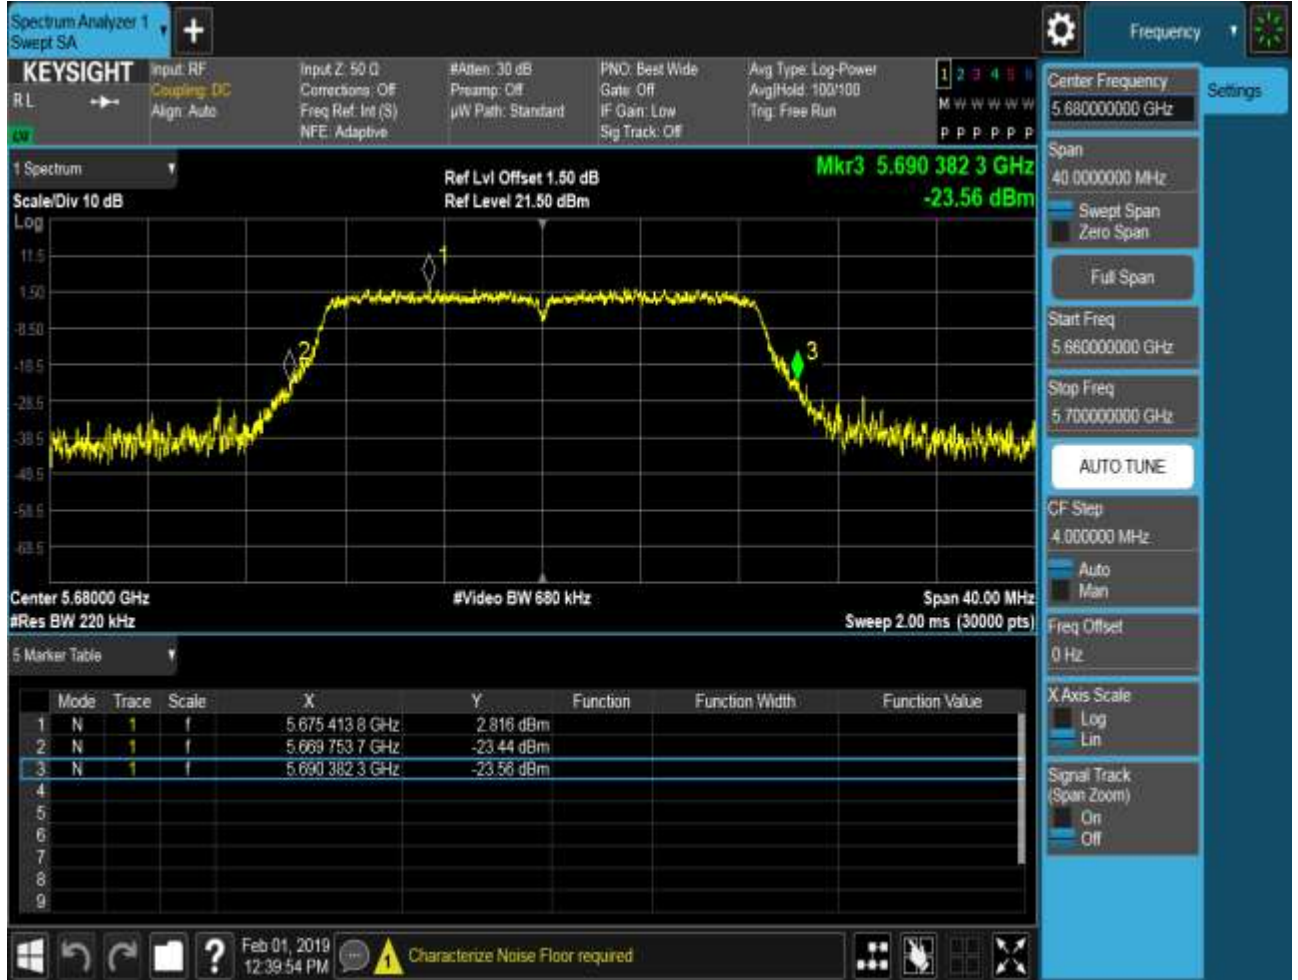 Spectrum Analyzer 1
Swept SA
+
Frequency
KEYSIGHT
R L
Input: RF
Coupling: DC
Align: Auto
Input Z: 50 Ω
Corrections: Off
Freq Ref: Int (S)
NFE: Adaptive
#Atten: 30 dB
Preamp: Off
µW Path: Standard
PNO: Best Wide
Gate: Off
IF Gain: Low
Sig Track: Off
Avg Type: Log-Power
Avg|Hold: 100/100
Trig: Free Run
1 2 3 4 5 6
M W W W W W
P P P P P P
1 Spectrum
Scale/Div 10 dB
Ref Lvl Offset 1.50 dB
Ref Level 21.50 dBm
Mkr3 5.690 382 3 GHz
-23.56 dBm
Log
11.5
1.50
-8.50
-18.5
-28.5
-38.5
-48.5
-58.5
-68.5
1
2
3
Center 5.68000 GHz
#Video BW 680 kHz
Span 40.00 MHz
#Res BW 220 kHz
Sweep 2.00 ms (30000 pts)
5 Marker Table
Mode Trace Scale X Y Function Function Width Function Value
1 N 1 f 5.675 413 8 GHz 2.816 dBm
2 N 1 f 5.669 753 7 GHz -23.44 dBm
3 N 1 f 5.690 382 3 GHz -23.56 dBm
4
5
6
7
8
9
Feb 01, 2019
12:39:54 PM
?
1
Characterize Noise Floor required
Settings
Center Frequency
5.680000000 GHz
Span
40.0000000 MHz
Swept Span
Zero Span
Full Span
Start Freq
5.660000000 GHz
Stop Freq
5.700000000 GHz
AUTO TUNE
CF Step
4.000000 MHz
Auto
Man
Freq Offset
0 Hz
X Axis Scale
Log
Lin
Signal Track
(Span Zoom)
On
Off